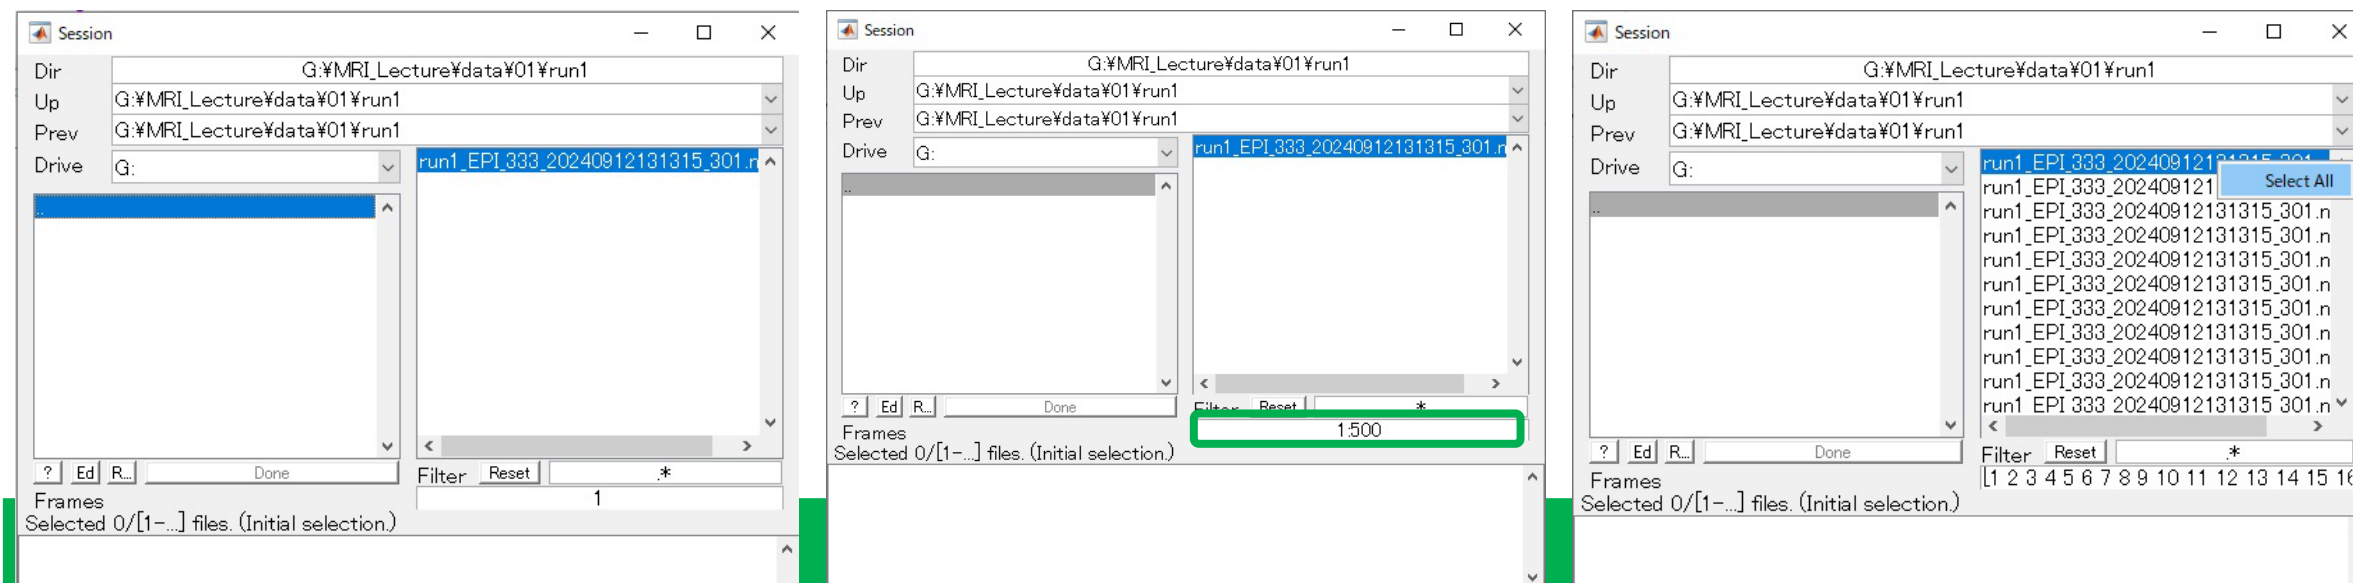 Session
Dir G:¥MRI_Lecture¥data¥01¥run1
Up G:¥MRI_Lecture¥data¥01¥run1
Prev G:¥MRI_Lecture¥data¥01¥run1
Drive G:
run1_EPI_333_20240912131315_301.n
..
? Ed R... Done
Filter Reset .*
Frames 1
Selected 0/[1-...] files. (Initial selection.)
Session
Dir G:¥MRI_Lecture¥data¥01¥run1
Up G:¥MRI_Lecture¥data¥01¥run1
Prev G:¥MRI_Lecture¥data¥01¥run1
Drive G:
run1_EPI_333_20240912131315_301.n
..
? Ed R... Done
Filter Reset .*
Frames 1:500
Selected 0/[1-...] files. (Initial selection.)
Session
Dir G:¥MRI_Lecture¥data¥01¥run1
Up G:¥MRI_Lecture¥data¥01¥run1
Prev G:¥MRI_Lecture¥data¥01¥run1
Drive G:
..
run1_EPI_333_20240912131315_301
run1_EPI_333_202409121 Select All
run1_EPI_333_20240912131315_301.n
run1_EPI_333_20240912131315_301.n
run1_EPI_333_20240912131315_301.n
run1_EPI_333_20240912131315_301.n
run1_EPI_333_20240912131315_301.n
run1_EPI_333_20240912131315_301.n
run1_EPI_333_20240912131315_301.n
run1_EPI_333_20240912131315_301.n
run1_EPI_333_20240912131315_301.n
? Ed R... Done
Filter Reset .*
Frames [1 2 3 4 5 6 7 8 9 10 11 12 13 14 15 16
Selected 0/[1-...] files. (Initial selection.)